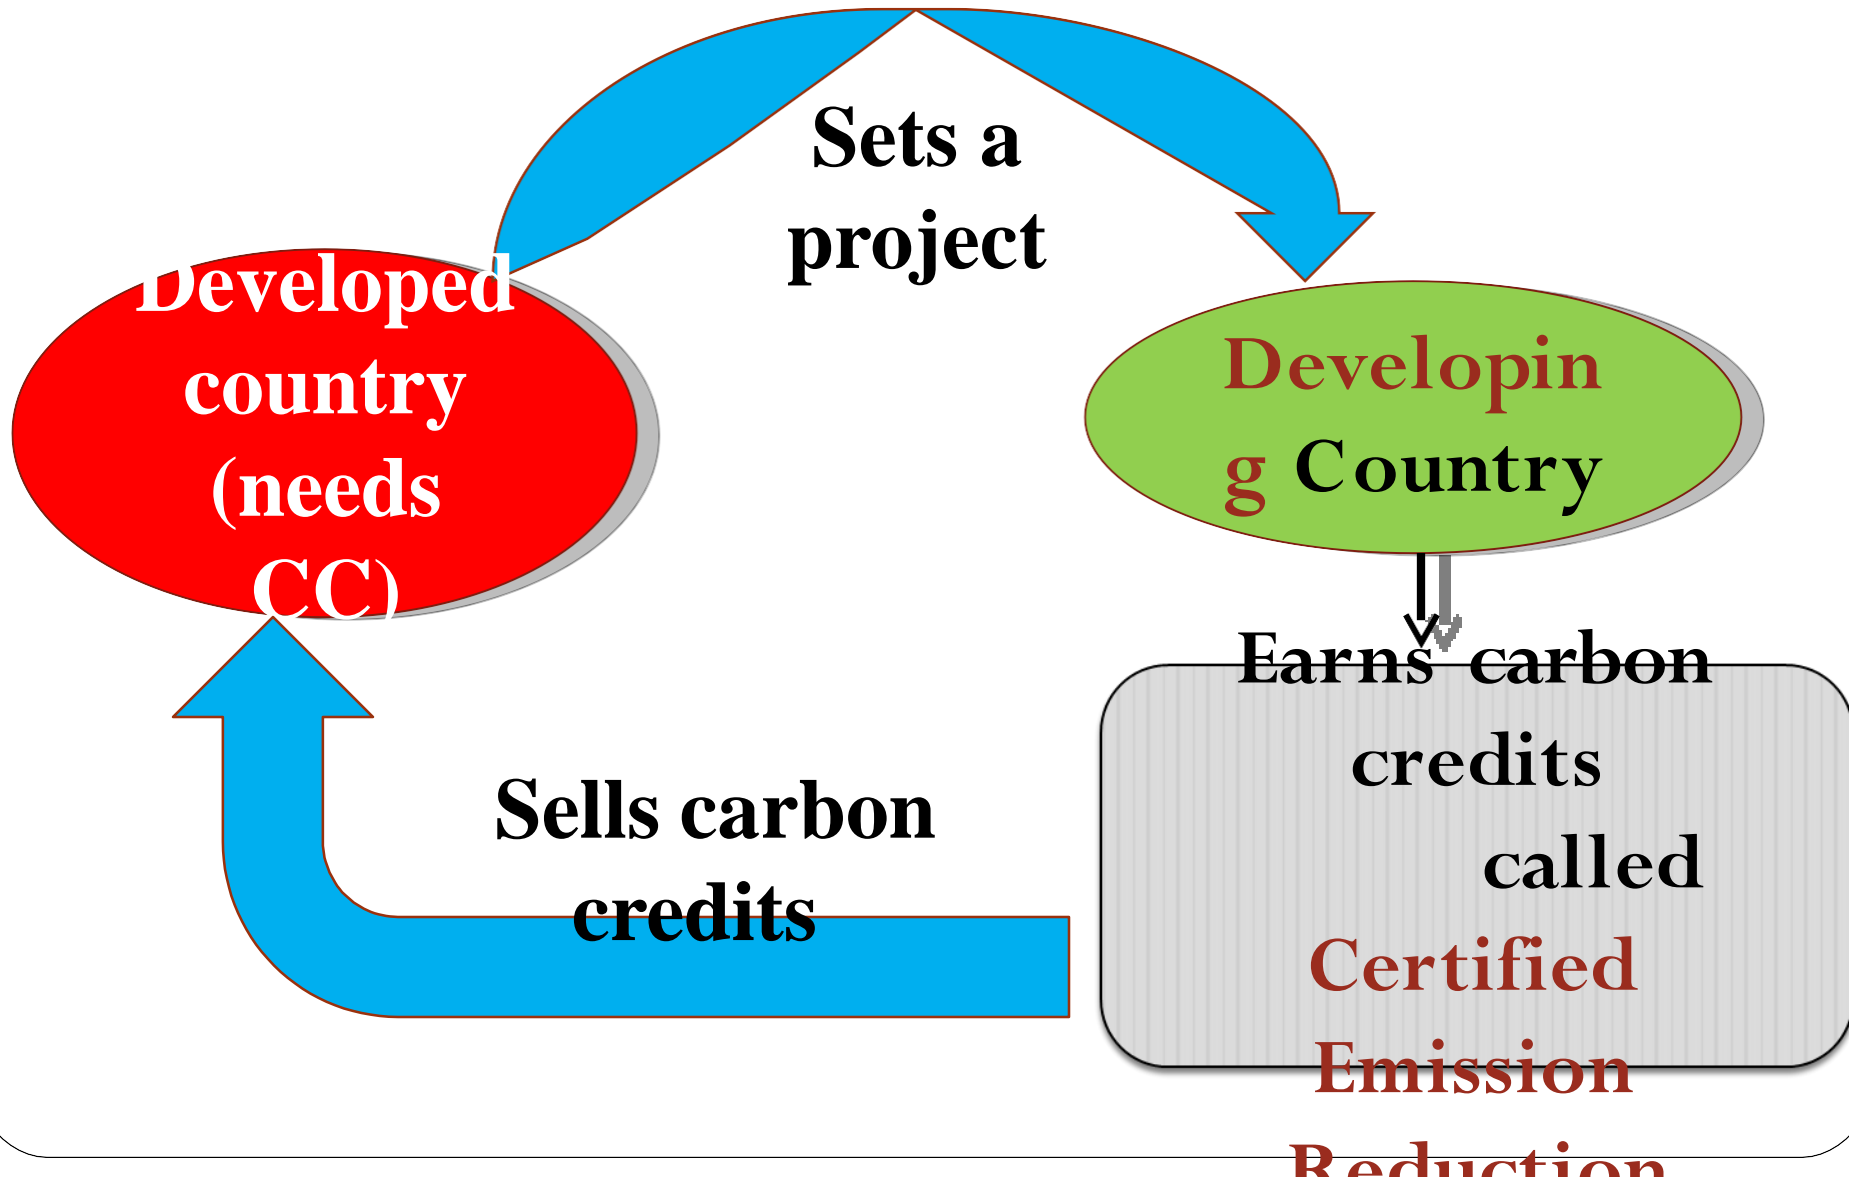 Sets a
project
Developed
country
(needs
CC)
Developin
g Country
Earns carbon
credits
called
Certified
Emission
Reduction
Sells carbon
credits